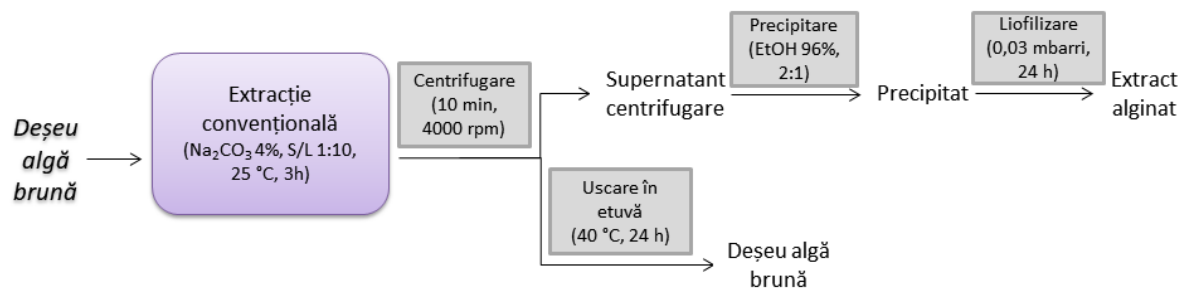 Deșeu
algă
brună
Extracție
convențională
(Na₂CO₃ 4%, S/L 1:10,
25 °C, 3h)
Centrifugare
(10 min,
4000 rpm)
Supernatant
centrifugare
Precipitare
(EtOH 96%,
2:1)
Precipitat
Liofilizare
(0,03 mbarri,
24 h)
Extract
alginat
Uscare în
etuvă
(40 °C, 24 h)
Deșeu algă
brună